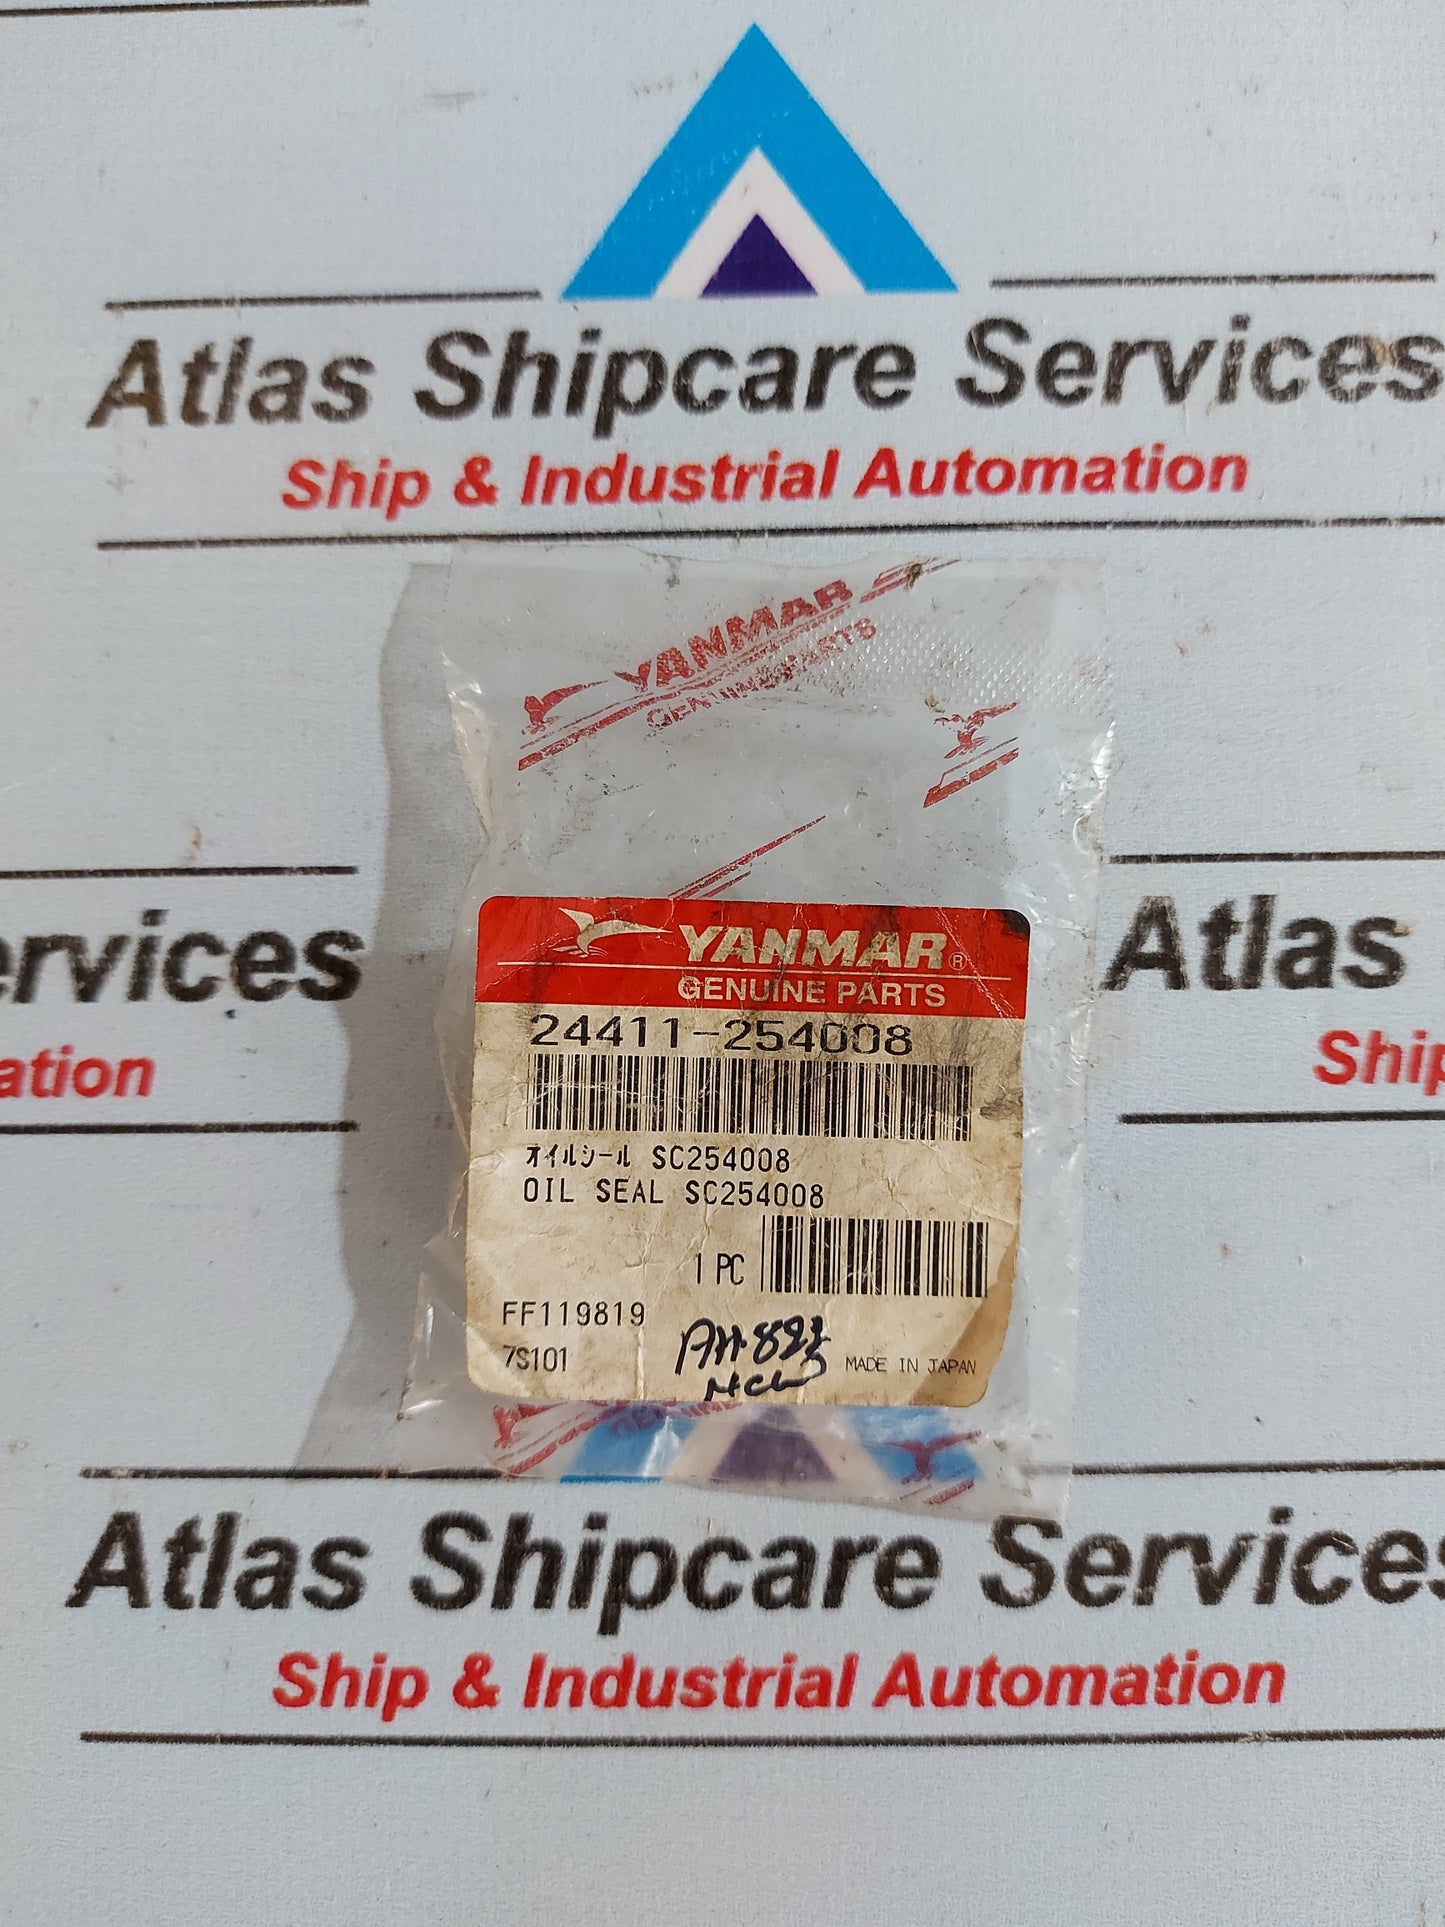 Atlas Shipcare Services
Ship & Industrial Automation
YANMAR
GENUINE PARTS
ervices
ation
Atlas
Ship
YANMAR®
GENUINE PARTS
24411-254008
オイルシール SC254008
OIL SEAL SC254008
1 PC
FF119819
7S101
MADE IN JAPAN
GENUINE
Atlas Shipcare Services
Ship & Industrial Automation